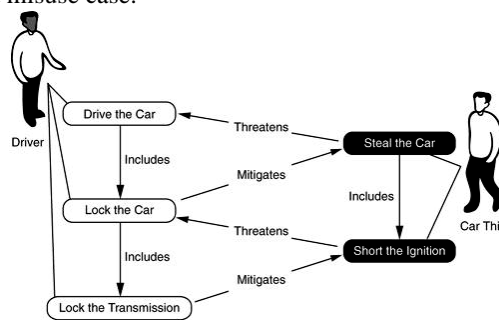 misuse case.
Drive the Car
Driver
Threatens
Steal the Car
Includes
Mitigates
Includes
Lock the Car
Threatens
Car Thi
Short the Ignition
Includes
Mitigates
Lock the Transmission